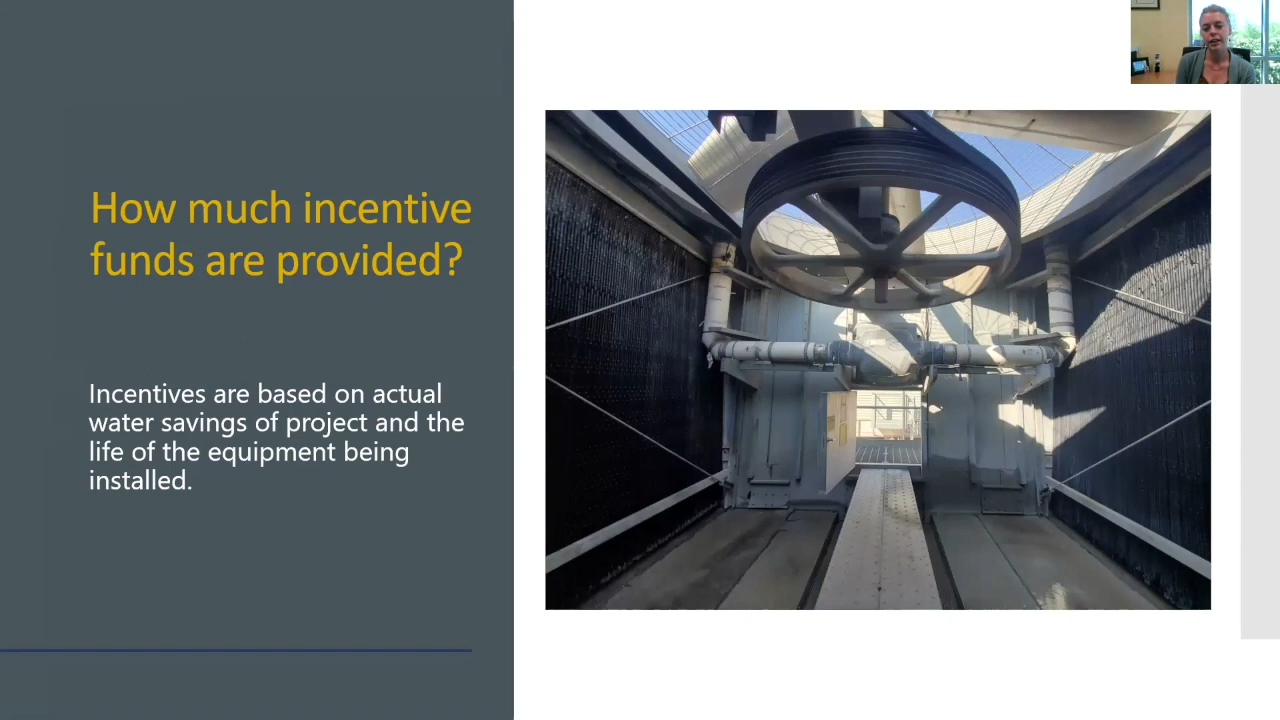 How much incentive
funds are provided?
Incentives are based on actual
water savings of project and the
life of the equipment being
installed.